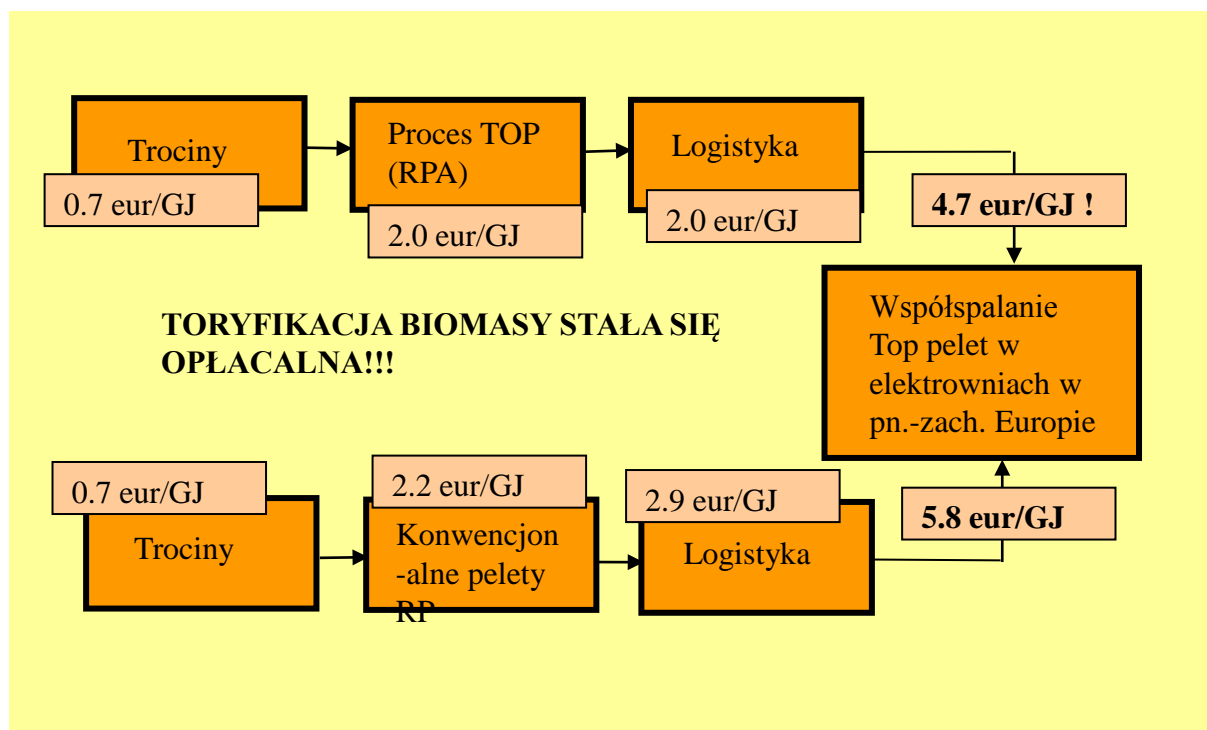 Trociny
0.7 eur/GJ
Proces TOP
(RPA)
2.0 eur/GJ
Logistyka
2.0 eur/GJ
4.7 eur/GJ !
TORYFIKACJA BIOMASY STAŁA SIĘ
OPŁACALNA!!!
Współspalanie
Top pelet w
elektrowniach w
pn.-zach. Europie
0.7 eur/GJ
Trociny
2.2 eur/GJ
Konwencjon
-alne pelety
RP
2.9 eur/GJ
Logistyka
5.8 eur/GJ